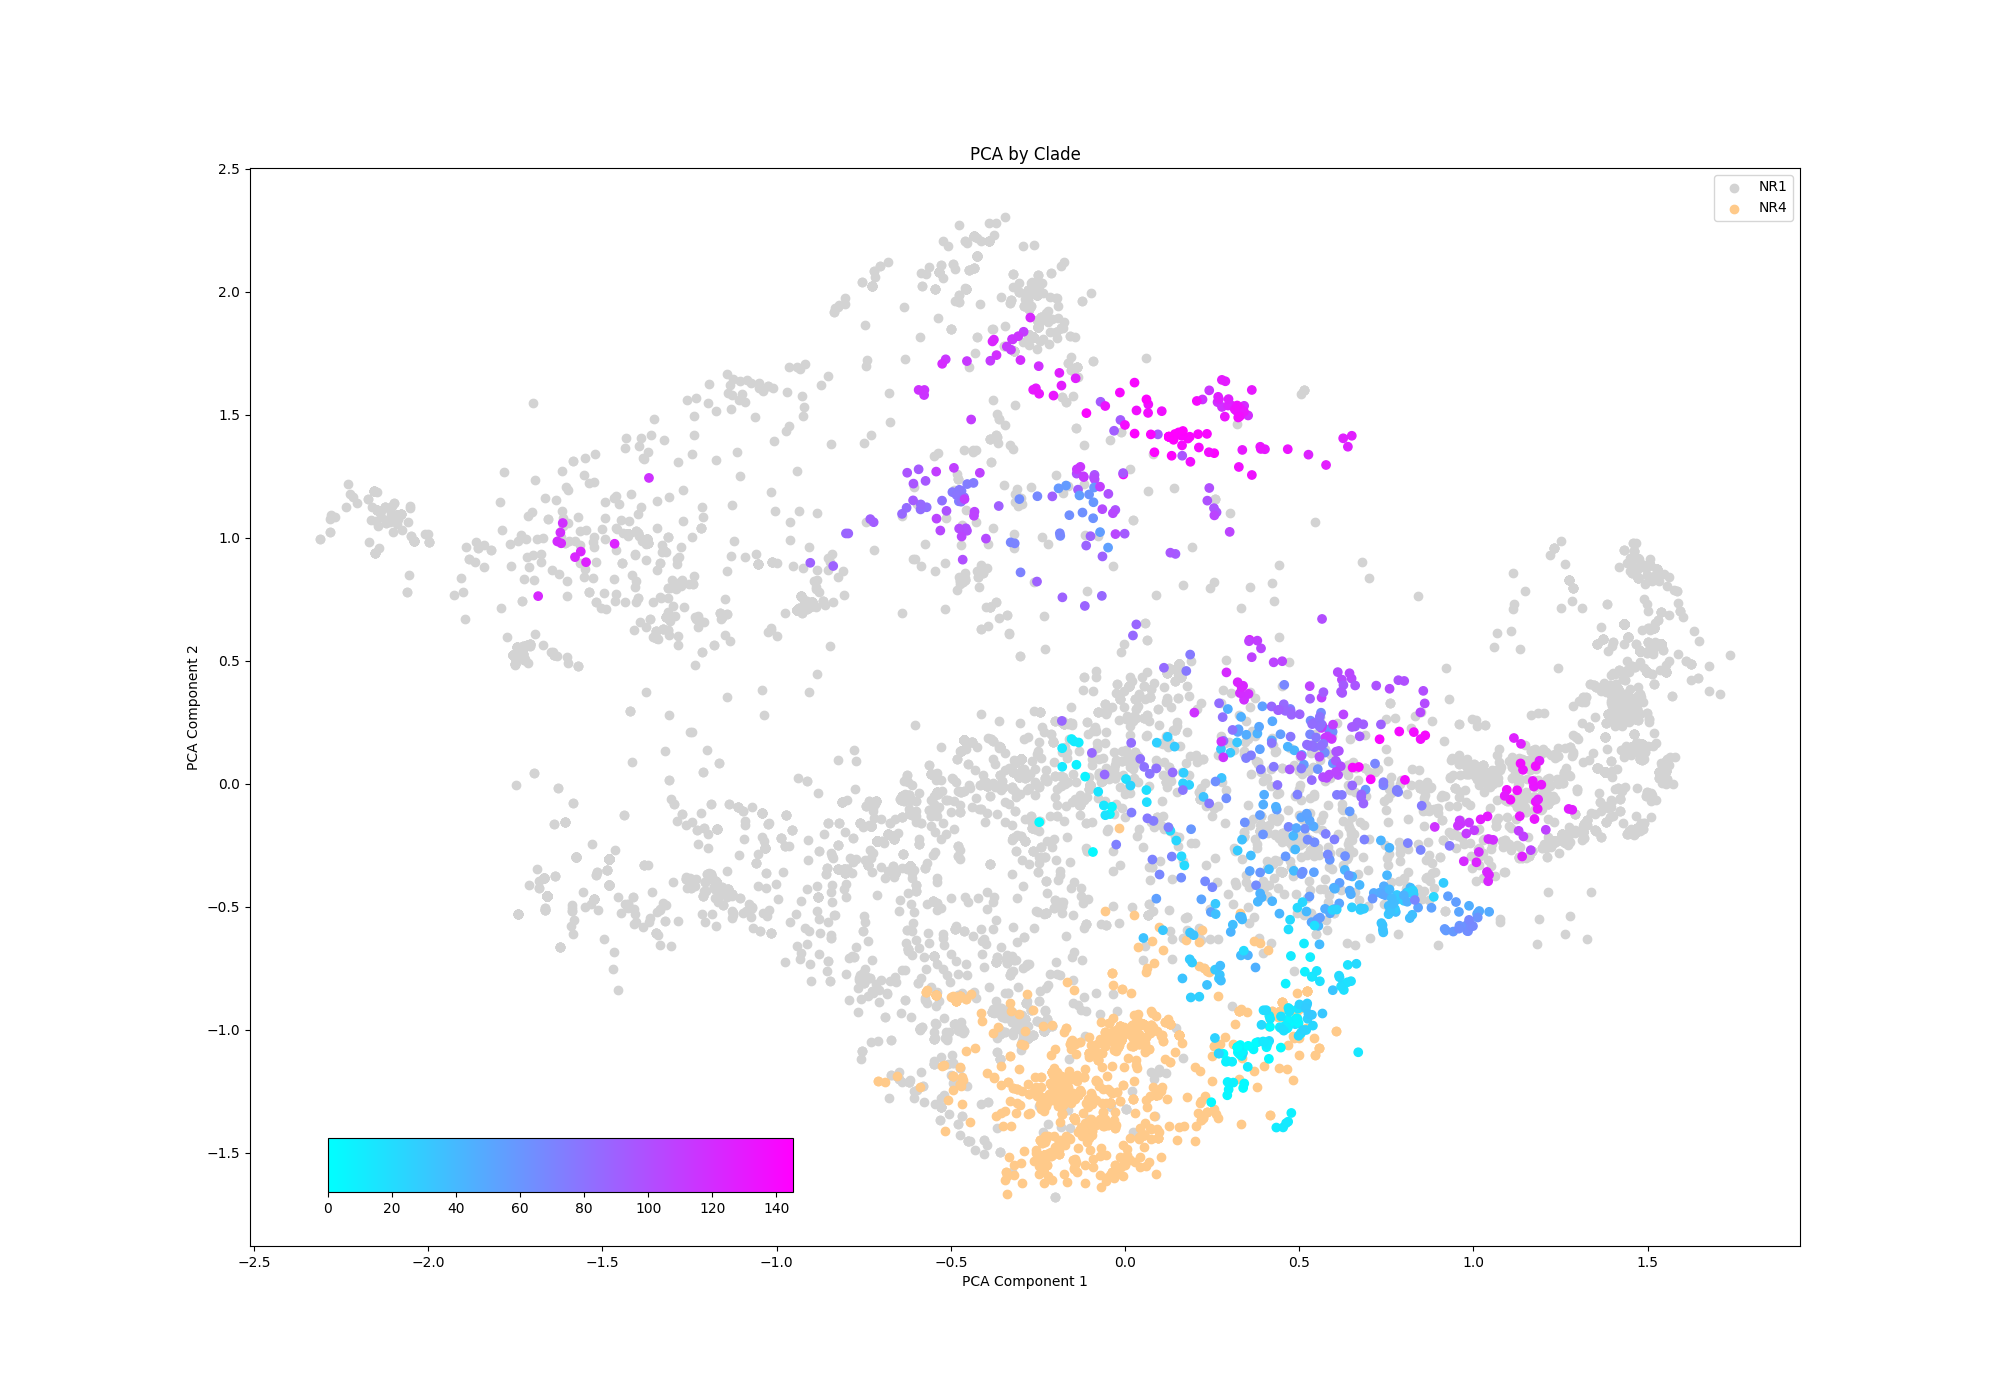 PCA by Clade
NR1
NR4
2.5
2.0
1.5
1.0
0.5
0.0
−0.5
−1.0
−1.5
PCA Component 2
0 20 40 60 80 100 120 140
−2.5 −2.0 −1.5 −1.0 −0.5 0.0 0.5 1.0 1.5
PCA Component 1